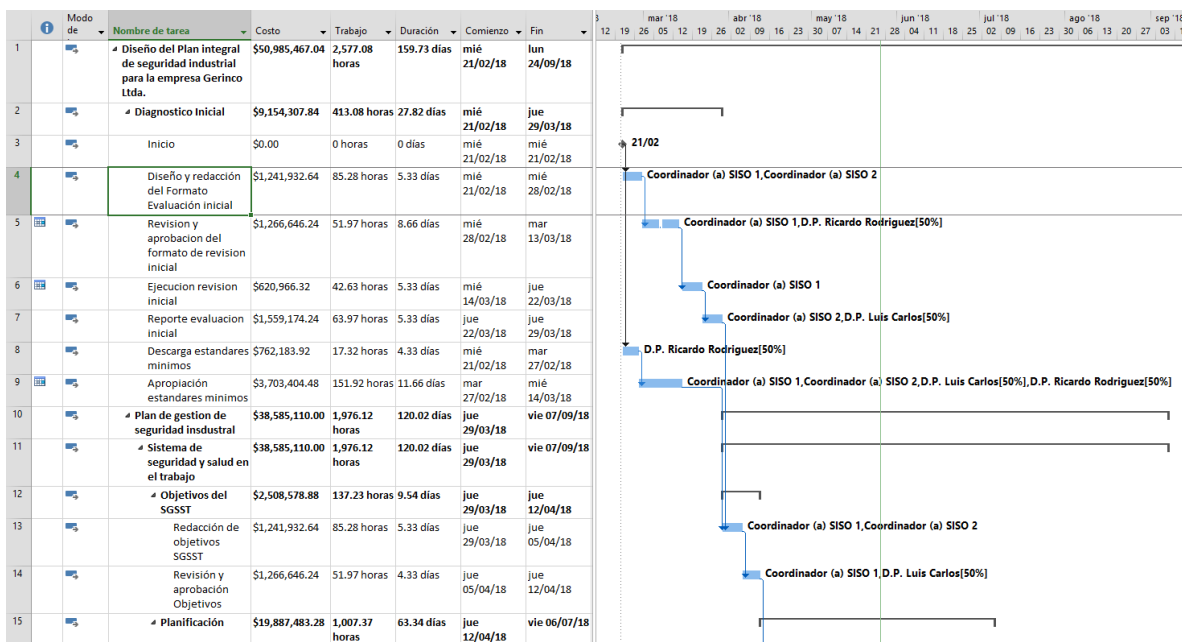 Modo de
Nombre de tarea
Costo
Trabajo
Duración
Comienzo
Fin
mar '18
abr '18
may '18
jun '18
jul '18
ago '18
sep '18
12 19 26 05 12 19 26 02 09 16 23 30 07 14 21 28 04 11 18 25 02 09 16 23 30 06 13 20 27 03
1 Diseño del Plan integral $50,985,467.04 2,577.08 159.73 días mié lun
de seguridad industrial horas 21/02/18 24/09/18
para la empresa Gerinco
Ltda.
2 Diagnostico Inicial $9,154,307.84 413.08 horas 27.82 días mié jue
21/02/18 29/03/18
3 Inicio $0.00 0 horas 0 días mié mié 21/02
21/02/18 21/02/18
4 Diseño y redacción $1,241,932.64 85.28 horas 5.33 días mié mié Coordinador (a) SISO 1,Coordinador (a) SISO 2
del Formato 21/02/18 28/02/18
Evaluación inicial
5 Revision y $1,266,646.24 51.97 horas 8.66 días mié mar Coordinador (a) SISO 1,D.P. Ricardo Rodriguez[50%]
aprobacion del 28/02/18 13/03/18
formato de revision
inicial
6 Ejecucion revision $620,966.32 42.63 horas 5.33 días mié jue Coordinador (a) SISO 1
inicial 14/03/18 22/03/18
7 Reporte evaluacion $1,559,174.24 63.97 horas 5.33 días jue jue Coordinador (a) SISO 2,D.P. Luis Carlos[50%]
inicial 22/03/18 29/03/18
8 Descarga estandares $762,183.92 17.32 horas 4.33 días mié mar D.P. Ricardo Rodriguez[50%]
minimos 21/02/18 27/02/18
9 Apropiación $3,703,404.48 151.92 horas 11.66 días mar mié Coordinador (a) SISO 1,Coordinador (a) SISO 2,D.P. Luis Carlos[50%],D.P. Ricardo Rodriguez[50%]
estandares minimos 27/02/18 14/03/18
10 Plan de gestion de $38,585,110.00 1,976.12 120.02 días jue vie 07/09/18
seguridad insdustrial horas 29/03/18
11 Sistema de $38,585,110.00 1,976.12 120.02 días jue vie 07/09/18
seguridad y salud en horas 29/03/18
el trabajo
12 Objetivos del $2,508,578.88 137.23 horas 9.54 días jue jue
SGSST 29/03/18 12/04/18
13 Redacción de $1,241,932.64 85.28 horas 5.33 días jue jue Coordinador (a) SISO 1,Coordinador (a) SISO 2
objetivos 29/03/18 05/04/18
SGSST
14 Revisión y $1,266,646.24 51.97 horas 4.33 días jue jue Coordinador (a) SISO 1,D.P. Luis Carlos[50%]
aprobación 05/04/18 12/04/18
Objetivos
15 Planificación $19,887,483.28 1,007.37 63.34 días jue vie 06/07/18
horas 12/04/18